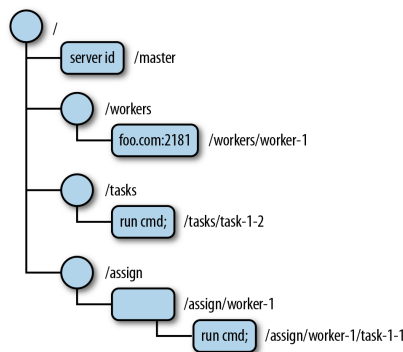 /
server id /master
/workers
foo.com:2181 /workers/worker-1
/tasks
run cmd; /tasks/task-1-2
/assign
/assign/worker-1
run cmd; /assign/worker-1/task-1-1